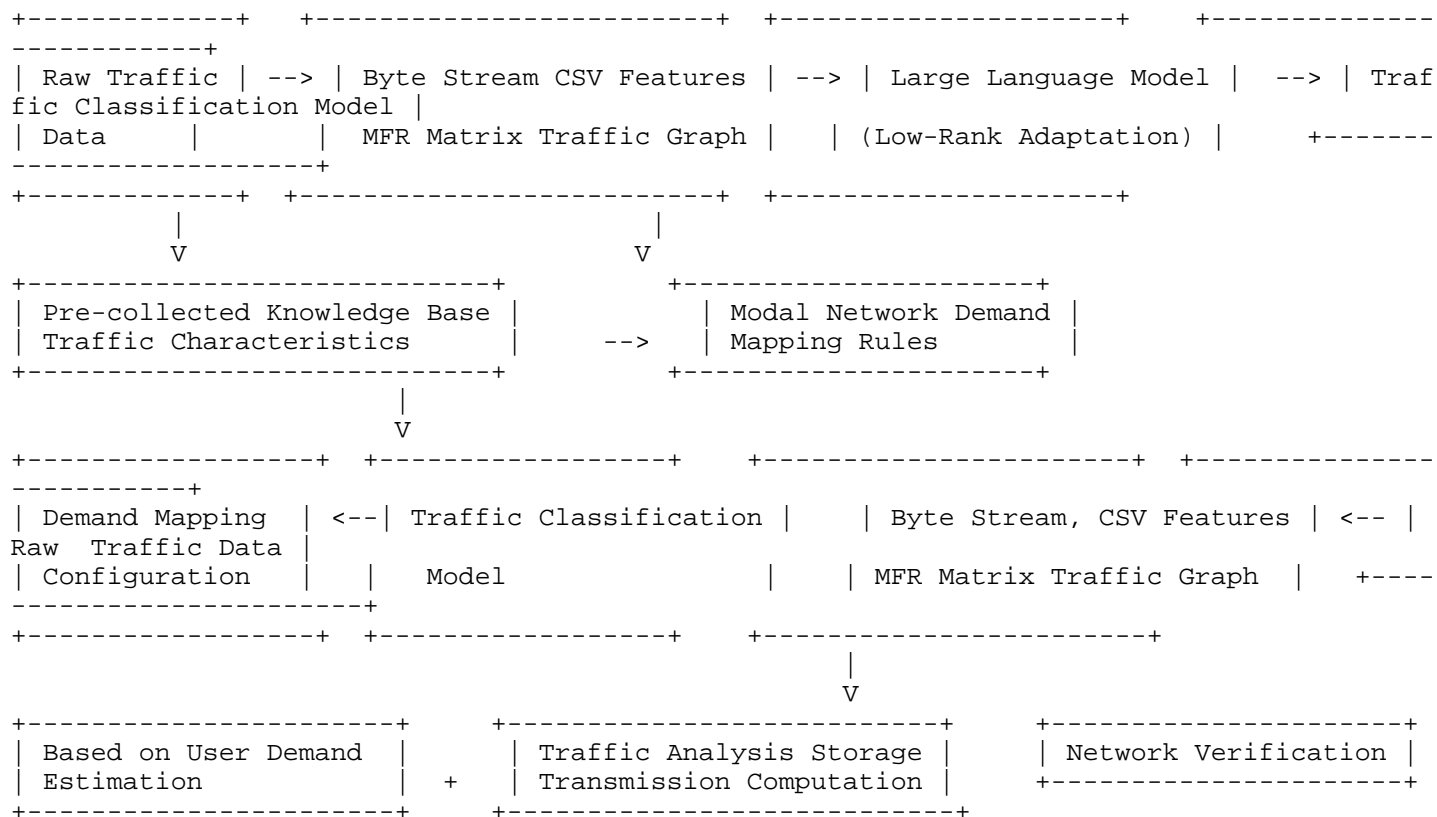 +-------------+   +------------------------+  +--------------------+      +-------------
------------+
| Raw Traffic | --> | Byte Stream CSV Features | --> | Large Language Model |  --> | Traf
fic Classification Model |
| Data     |      |  MFR Matrix Traffic Graph |   | (Low-Rank Adaptation) |     +-------
------------------+
+-------------+  +-------------------------+  +--------------------+
|                             |
V                             V
+----------------------------+           +---------------------+
| Pre-collected Knowledge Base |           | Modal Network Demand |
| Traffic Characteristics      |     -->   | Mapping Rules        |
+----------------------------+           +---------------------+
|
V
+------------------+  +------------------+    +----------------------+  +--------------
-----------+
| Demand Mapping  | <--| Traffic Classification |    | Byte Stream, CSV Features | <-- |
Raw  Traffic Data |
| Configuration   |   |   Model               |   | MFR Matrix Traffic Graph  |   +----
---------------------+
+------------------+  +------------------+    +-----------------------+
|
V
+----------------------+     +--------------------------+     +---------------------+
| Based on User Demand  |      | Traffic Analysis Storage |     | Network Verification |
| Estimation            |  +   | Transmission Computation |     +---------------------+
+-----------------------+     +---------------------------+